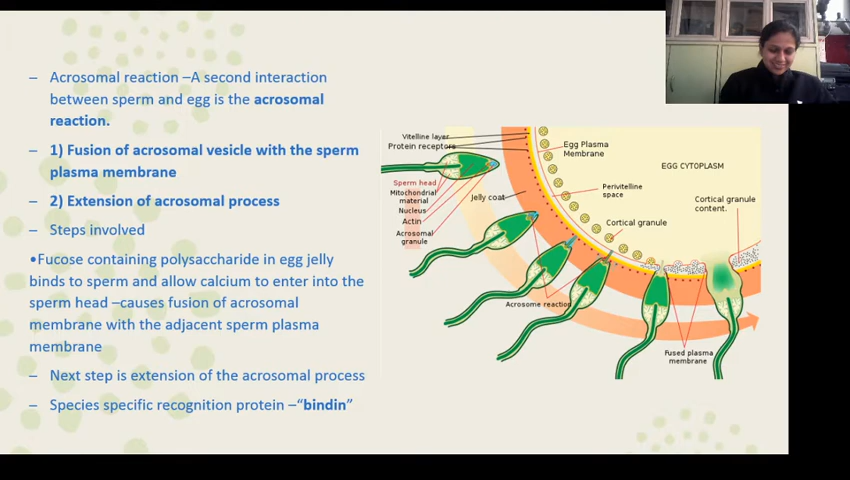 – Acrosomal reaction –A second interaction
between sperm and egg is the acrosomal
reaction.
– 1) Fusion of acrosomal vesicle with the sperm
plasma membrane
– 2) Extension of acrosomal process
– Steps involved
•Fucose containing polysaccharide in egg jelly
binds to sperm and allow calcium to enter into the
sperm head –causes fusion of acrosomal
membrane with the adjacent sperm plasma
membrane
– Next step is extension of the acrosomal process
– Species specific recognition protein –“bindin”
Vitelline layer
Protein receptors
Sperm head
Mitochondrial
material
Nucleus
Actin
Acrosomal
granule
Jelly coat
Egg Plasma
Membrane
EGG CYTOPLASM
Perivitelline
space
Cortical granule
Cortical granule
content.
Acrosome reaction
Fused plasma
membrane